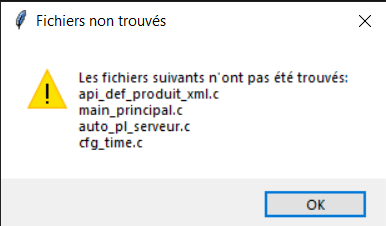 Fichiers non trouvés
Les fichiers suivants n'ont pas été trouvés:
api_def_produit_xml.c
main_principal.c
auto_pl_serveur.c
cfg_time.c
OK